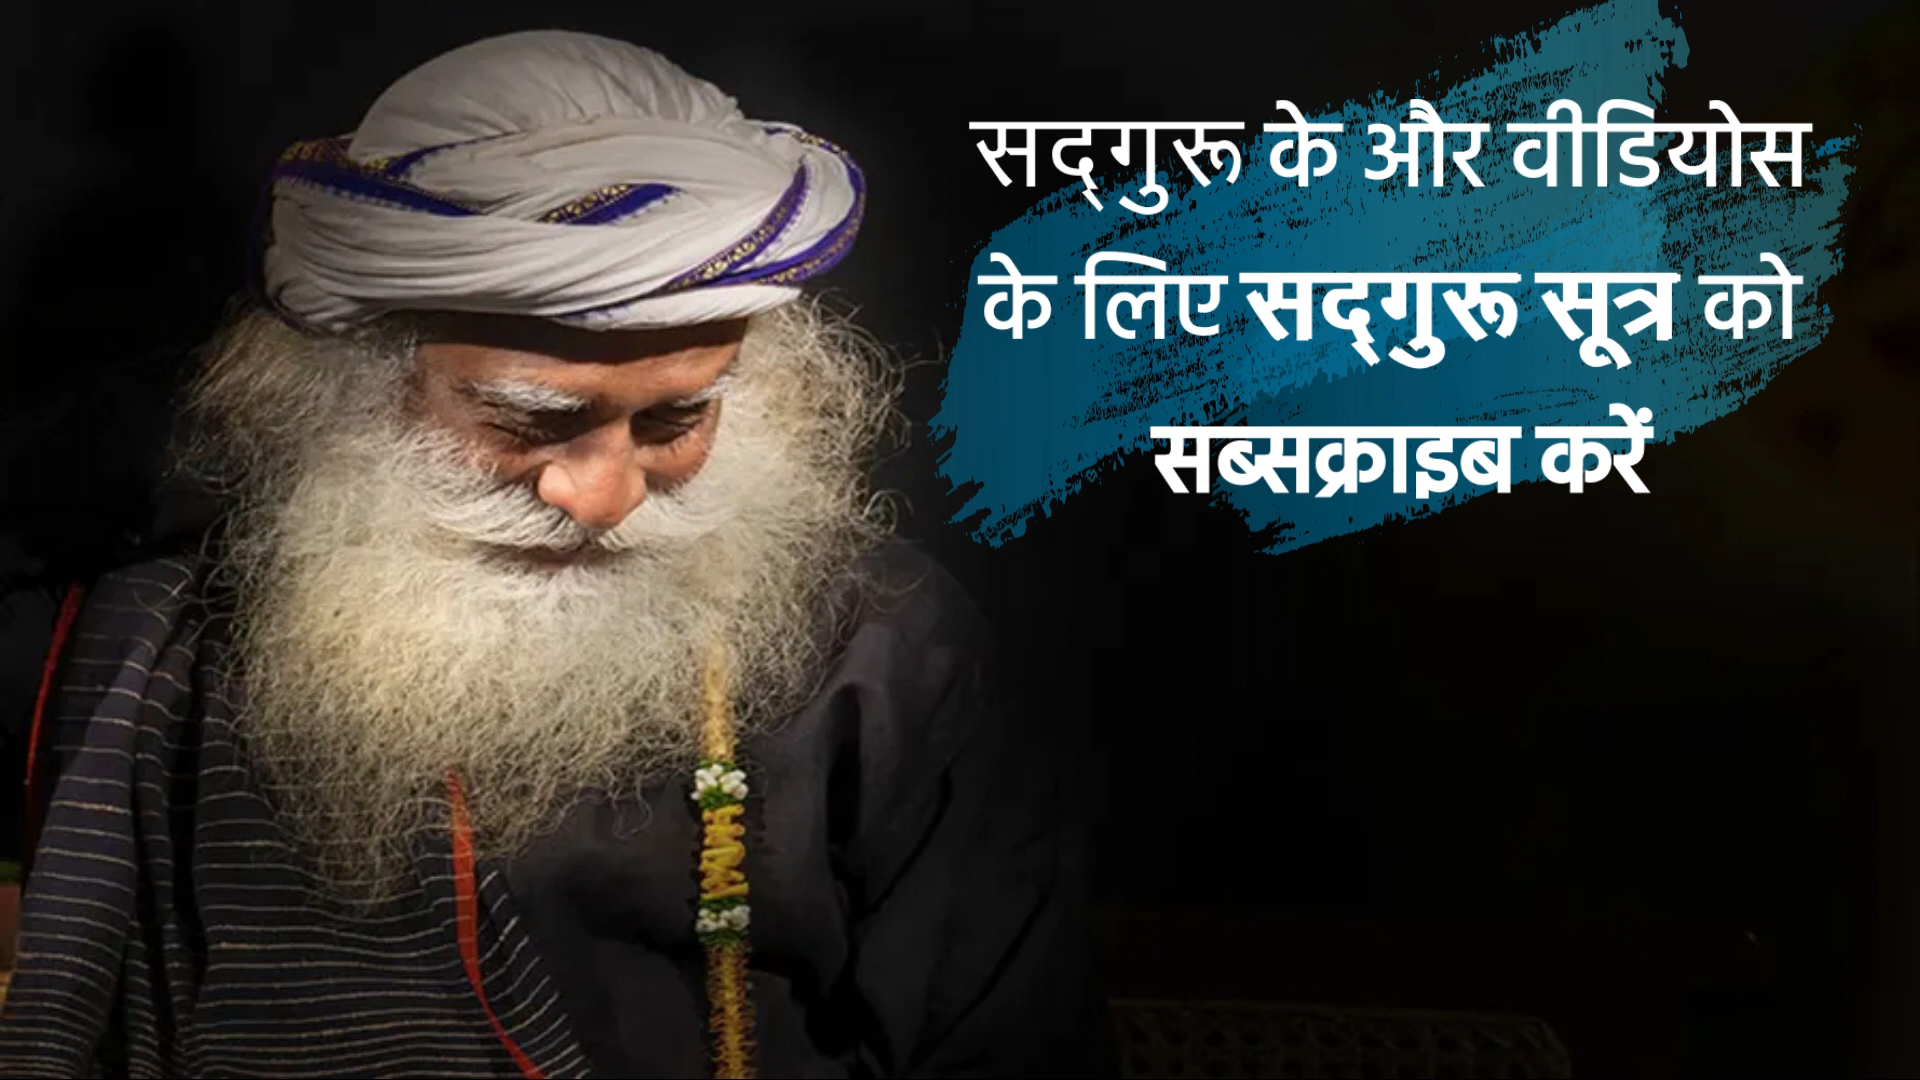 सद्गुरू के और वीडियोस
के लिए सद्गुरू सूत्र को
सब्सक्राइब करें